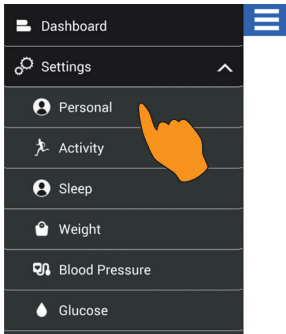 Dashboard
Settings
Personal
Activity
Sleep
Weight
Blood Pressure
Glucose